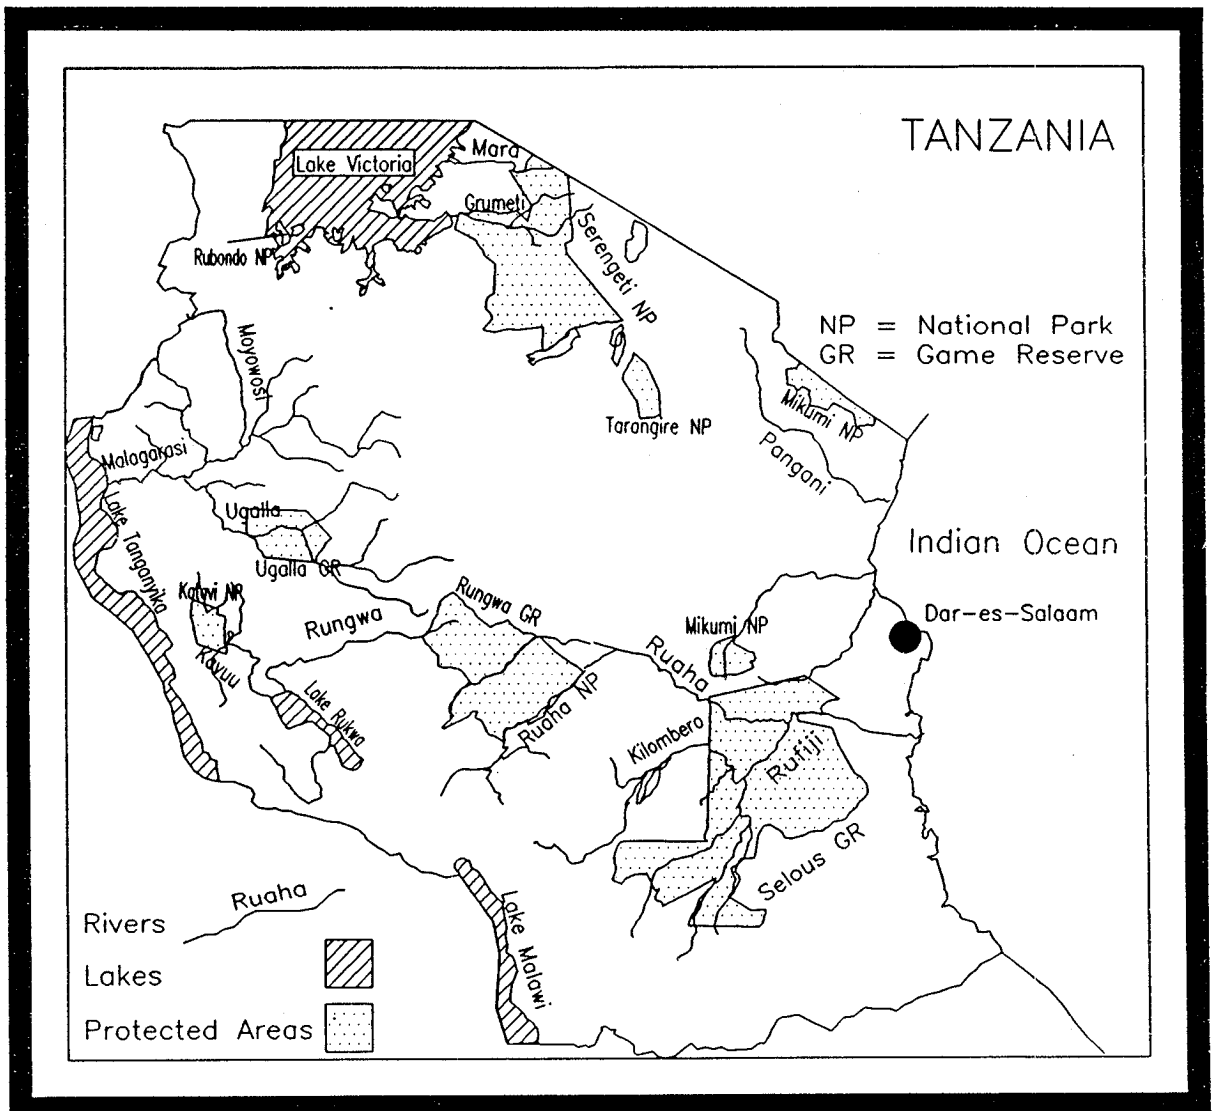 TANZANIA
Mara
Lake Victoria
Grumeti
Serengeti NP
Rubondo NP
NP = National Park
GR = Game Reserve
Moyowosi
Mikumi NP
Tarangire NP
Pangani
Malagarasi
Lake Tanganyika
Ugalla
Indian Ocean
Ugalla GR
Katavi NP
Rungwa GR
Dar-es-Salaam
Rungwa
Mikumi NP
Ruaha
Kavuu
Lake Rukwa
Ruaha NP
Kilombero
Rufiji
Selous GR
Ruaha
Rivers
Lake Malawi
Lakes
Protected Areas